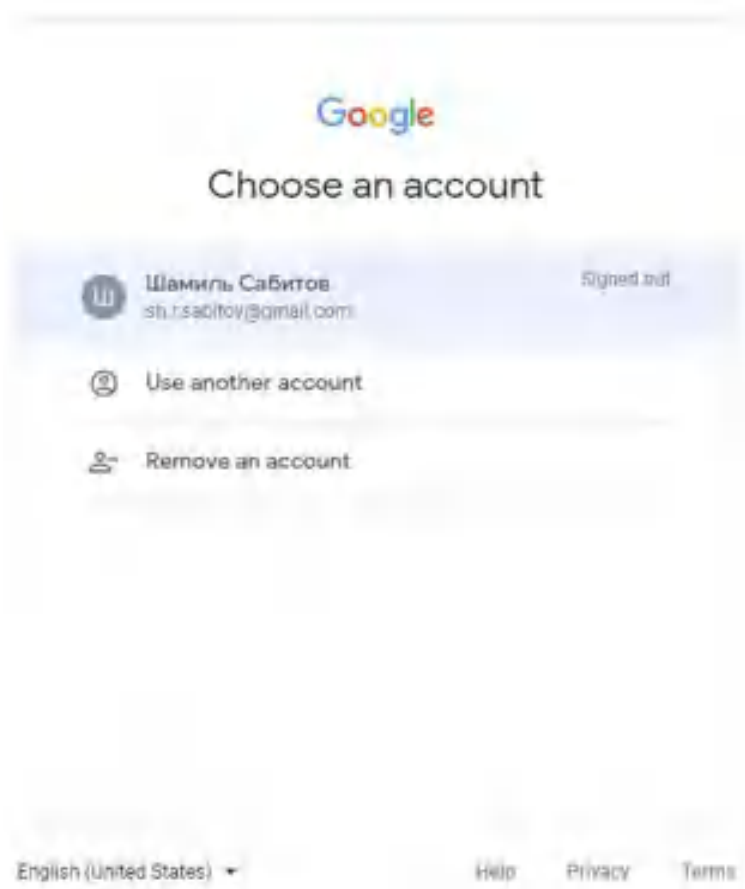 Google
Choose an account
Ш
Шамиль Сабитов
Signed out
sh.r.sabitov@gmail.com
Use another account
Remove an account
English (United States)
Help Privacy Terms